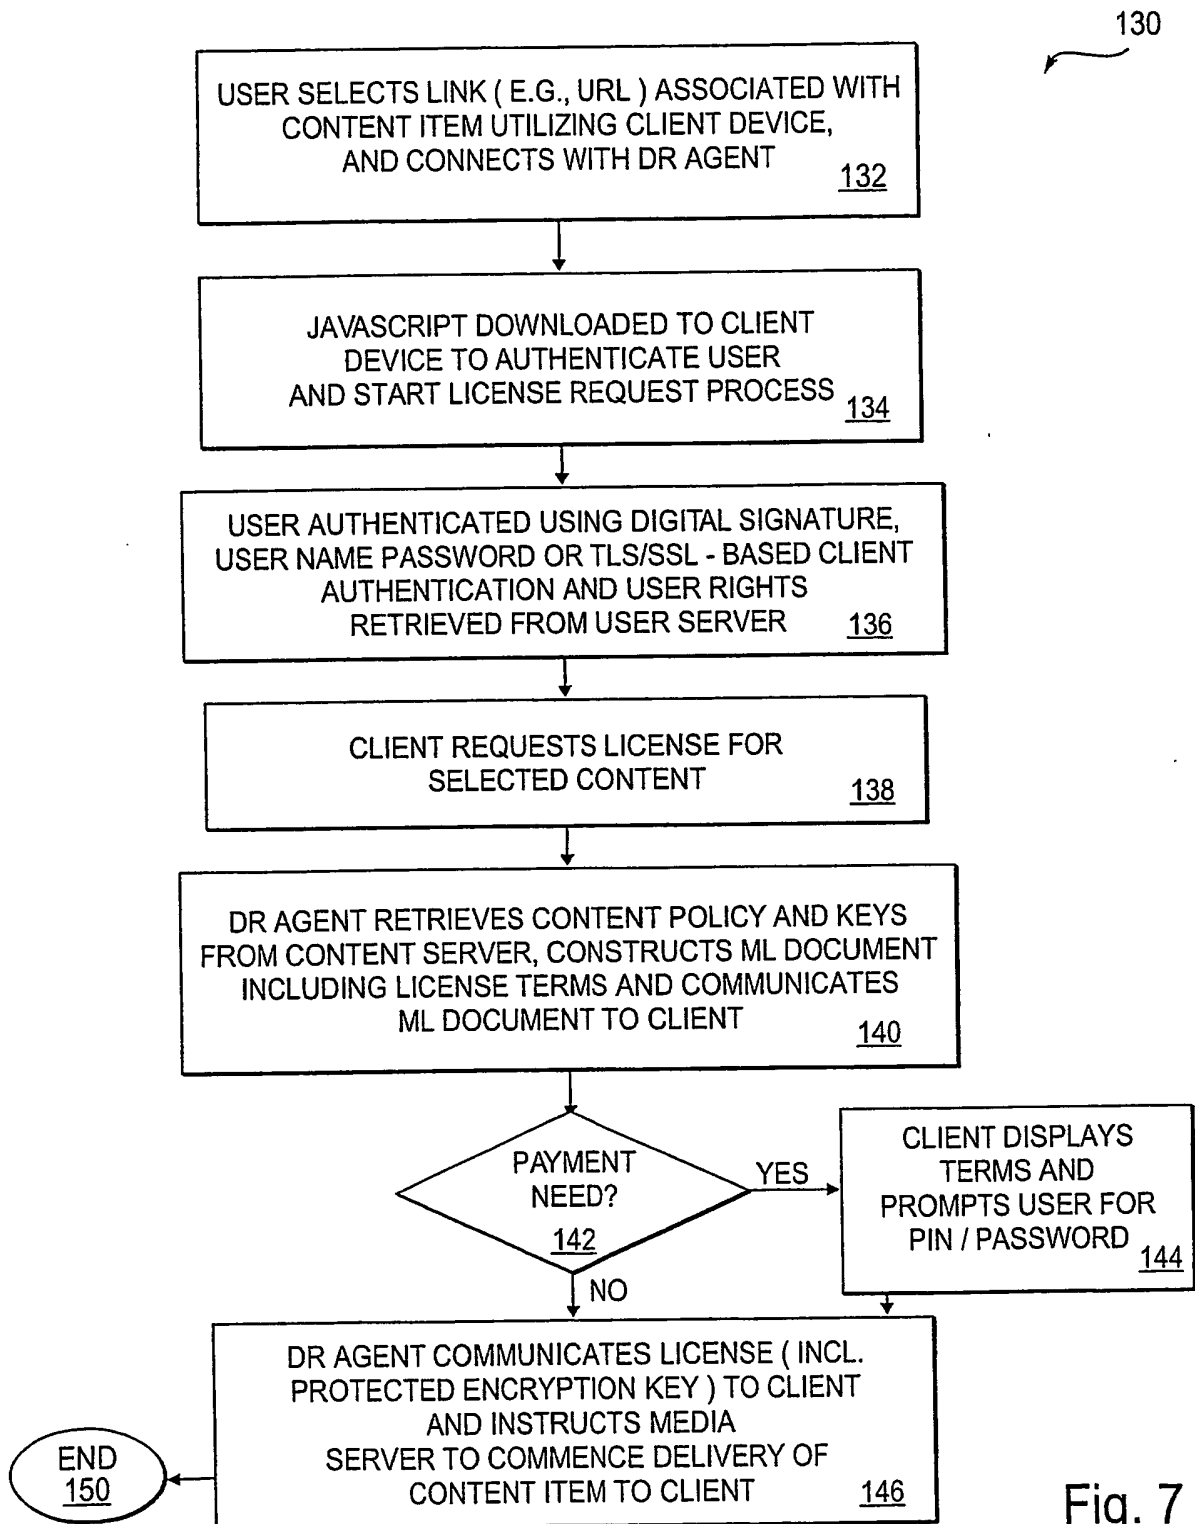 130
USER SELECTS LINK ( E.G., URL ) ASSOCIATED WITH
CONTENT ITEM UTILIZING CLIENT DEVICE,
AND CONNECTS WITH DR AGENT
132
JAVASCRIPT DOWNLOADED TO CLIENT
DEVICE TO AUTHENTICATE USER
AND START LICENSE REQUEST PROCESS
134
USER AUTHENTICATED USING DIGITAL SIGNATURE,
USER NAME PASSWORD OR TLS/SSL - BASED CLIENT
AUTHENTICATION AND USER RIGHTS
RETRIEVED FROM USER SERVER
136
CLIENT REQUESTS LICENSE FOR
SELECTED CONTENT
138
DR AGENT RETRIEVES CONTENT POLICY AND KEYS
FROM CONTENT SERVER, CONSTRUCTS ML DOCUMENT
INCLUDING LICENSE TERMS AND COMMUNICATES
ML DOCUMENT TO CLIENT
140
PAYMENT
NEED?
142
YES
NO
CLIENT DISPLAYS
TERMS AND
PROMPTS USER FOR
PIN / PASSWORD
144
DR AGENT COMMUNICATES LICENSE ( INCL.
PROTECTED ENCRYPTION KEY ) TO CLIENT
AND INSTRUCTS MEDIA
SERVER TO COMMENCE DELIVERY OF
CONTENT ITEM TO CLIENT
146
END
150
Fig. 7